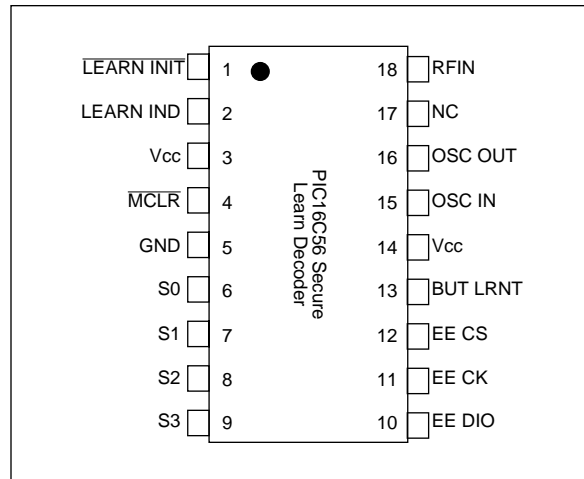 LEARN INIT 1 18 RFIN
LEARN IND 2 17 NC
Vcc 3 16 OSC OUT
MCLR 4 15 OSC IN
GND 5 14 Vcc
S0 6 13 BUT LRNT
S1 7 12 EE CS
S2 8 11 EE CK
S3 9 10 EE DIO
PIC16C56 Secure
Learn Decoder